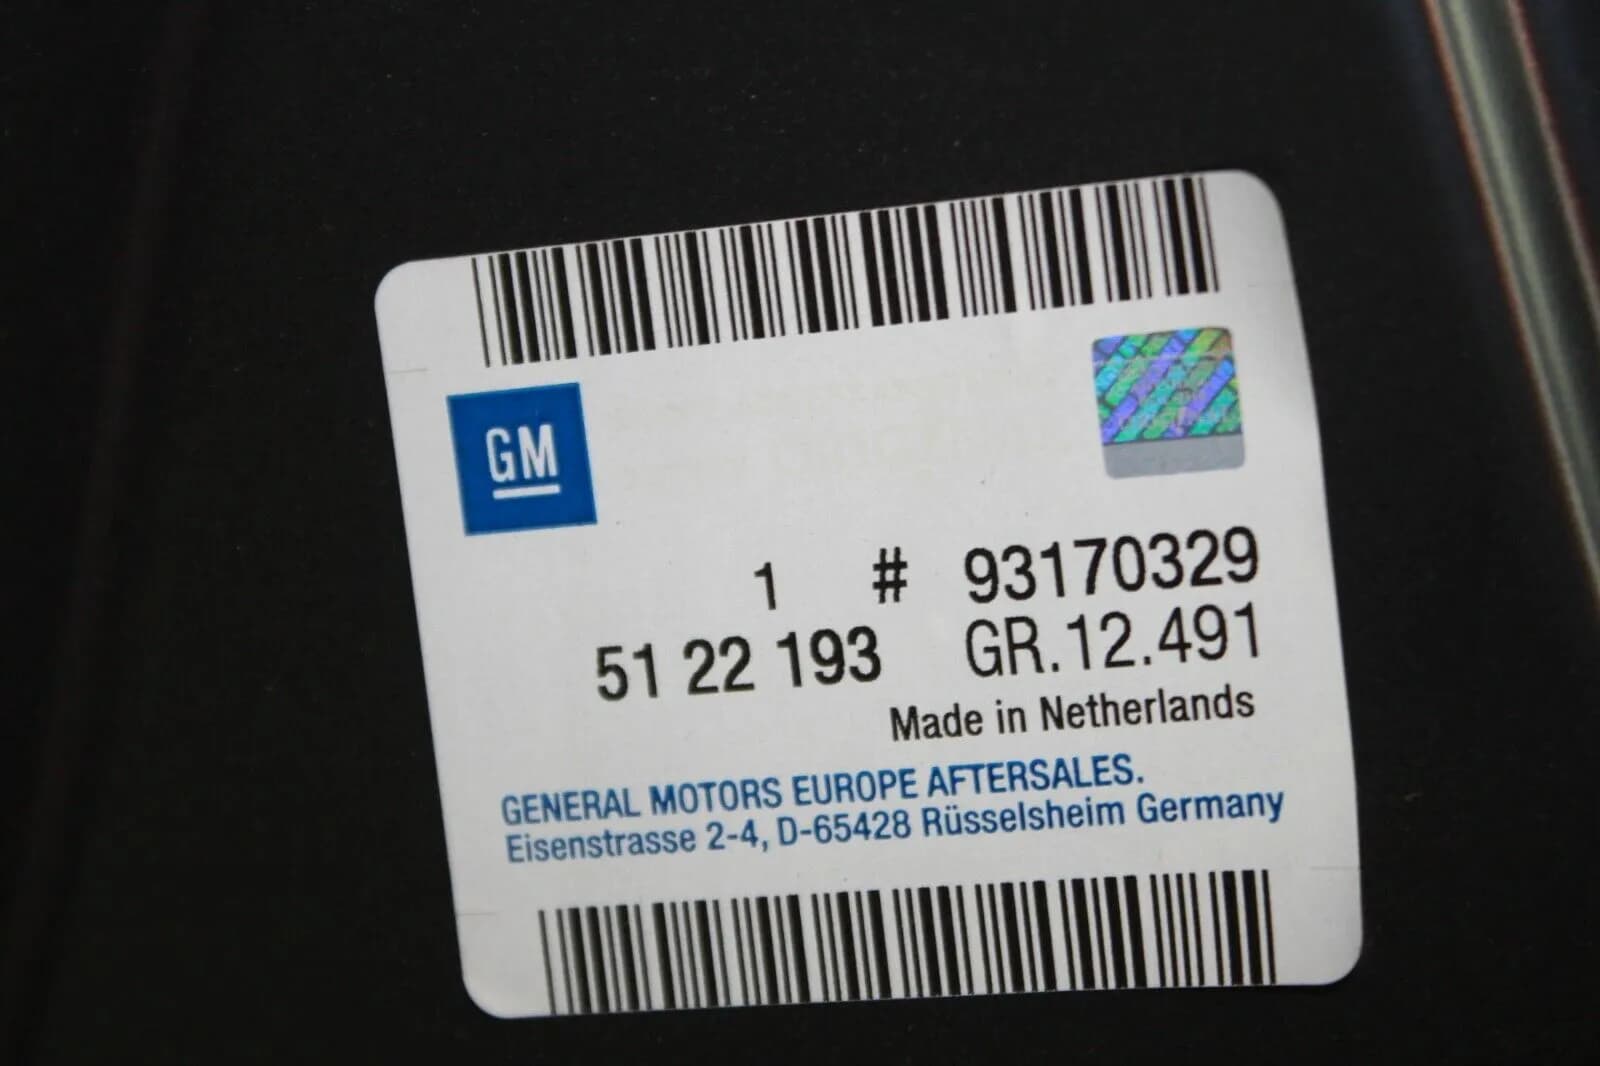 GM
1 # 93170329
51 22 193 GR.12.491
Made in Netherlands
GENERAL MOTORS EUROPE AFTERSALES.
Eisenstrasse 2-4, D-65428 Rüsselsheim Germany